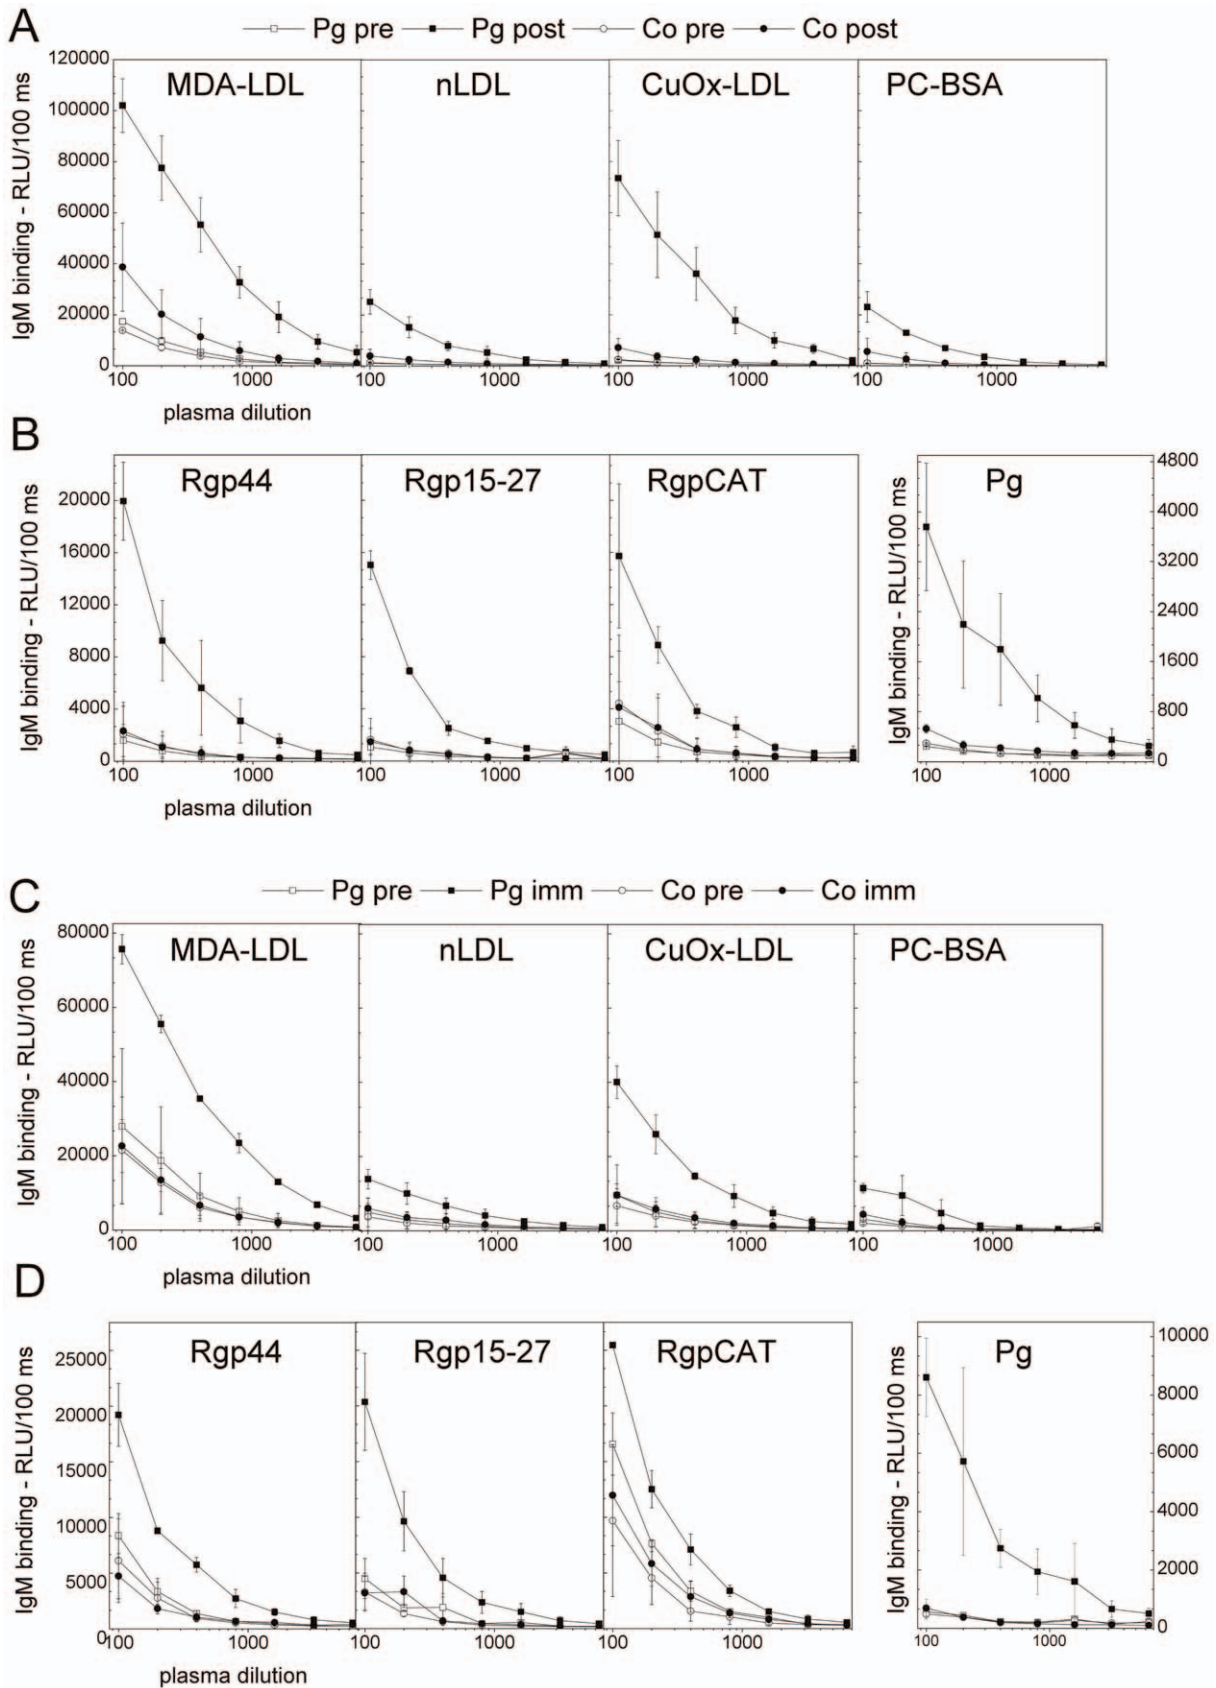 A
Pg pre Pg post Co pre Co post
IgM binding - RLU/100 ms
120000
100000
80000
60000
40000
20000
0
MDA-LDL nLDL CuOx-LDL PC-BSA
100 1000 100 1000 100 1000 100 1000
plasma dilution
B
IgM binding - RLU/100 ms
20000
16000
12000
8000
4000
0
Rgp44 Rgp15-27 RgpCAT Pg
IgM binding - RLU/100 ms
4800
4000
3200
2400
1600
800
0
100 1000 100 1000 100 1000 100 1000
plasma dilution
C
Pg pre Pg imm Co pre Co imm
IgM binding - RLU/100 ms
80000
60000
40000
20000
0
MDA-LDL nLDL CuOx-LDL PC-BSA
100 1000 100 1000 100 1000 100 1000
plasma dilution
D
IgM binding - RLU/100 ms
25000
20000
15000
10000
5000
0
Rgp44 Rgp15-27 RgpCAT Pg
IgM binding - RLU/100 ms
10000
8000
6000
4000
2000
0
100 1000 100 1000 100 1000 100 1000
plasma dilution